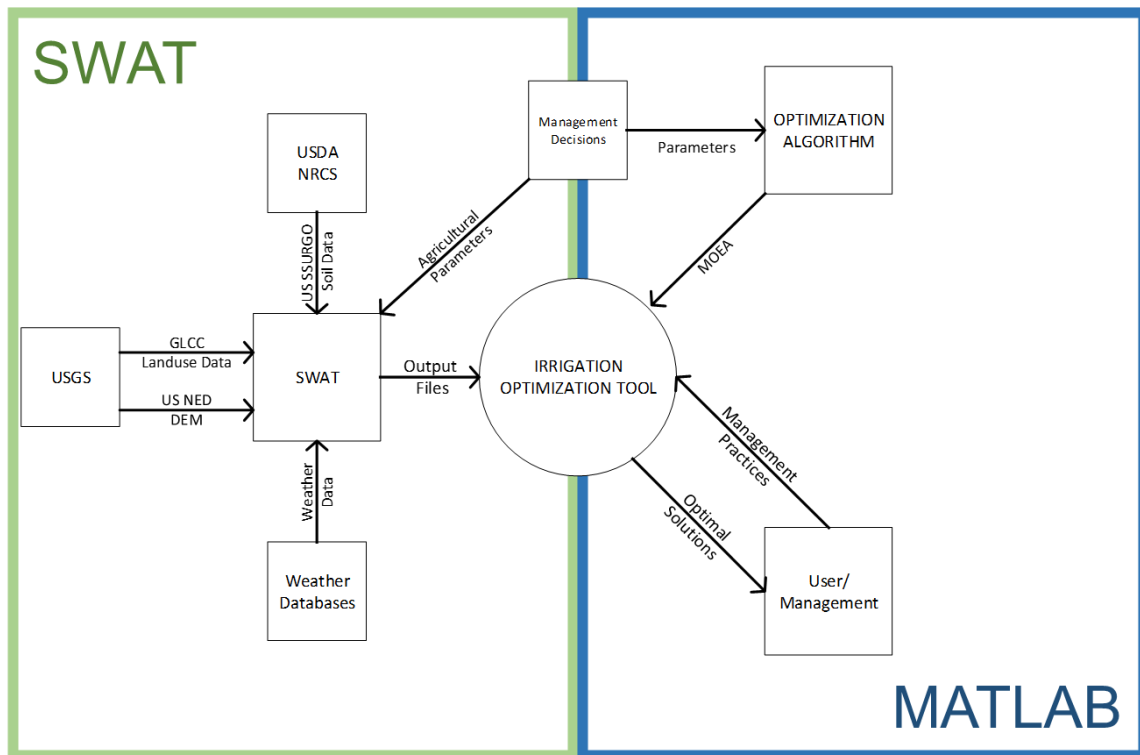 SWAT
Management
Decisions
Parameters
OPTIMIZATION
ALGORITHM
USDA
NRCS
US SSURGO
Soil Data
Agricultural
Parameters
MOEA
USGS
GLCC
Landuse Data
US NED
DEM
SWAT
Output
Files
IRRIGATION
OPTIMIZATION TOOL
Management
Practices
Weather
Data
Optimal
Solutions
Weather
Databases
User/
Management
MATLAB